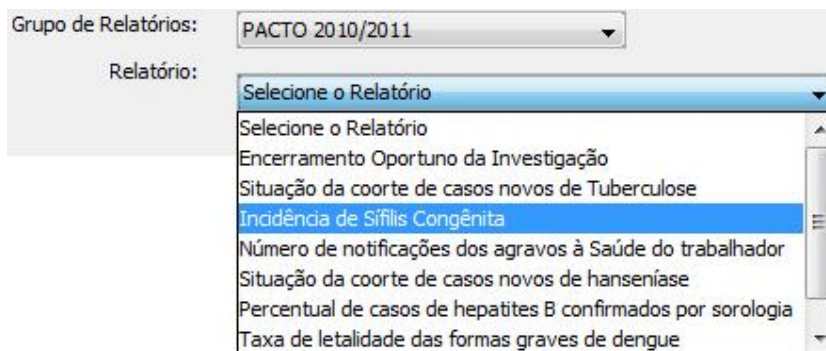 Grupo de Relatórios: PACTO 2010/2011
Relatório: Selecione o Relatório
Selecione o Relatório
Encerramento Oportuno da Investigação
Situação da coorte de casos novos de Tuberculose
Incidência de Sífilis Congênita
Número de notificações dos agravos à Saúde do trabalhador
Situação da coorte de casos novos de hanseníase
Percentual de casos de hepatites B confirmados por sorologia
Taxa de letalidade das formas graves de dengue